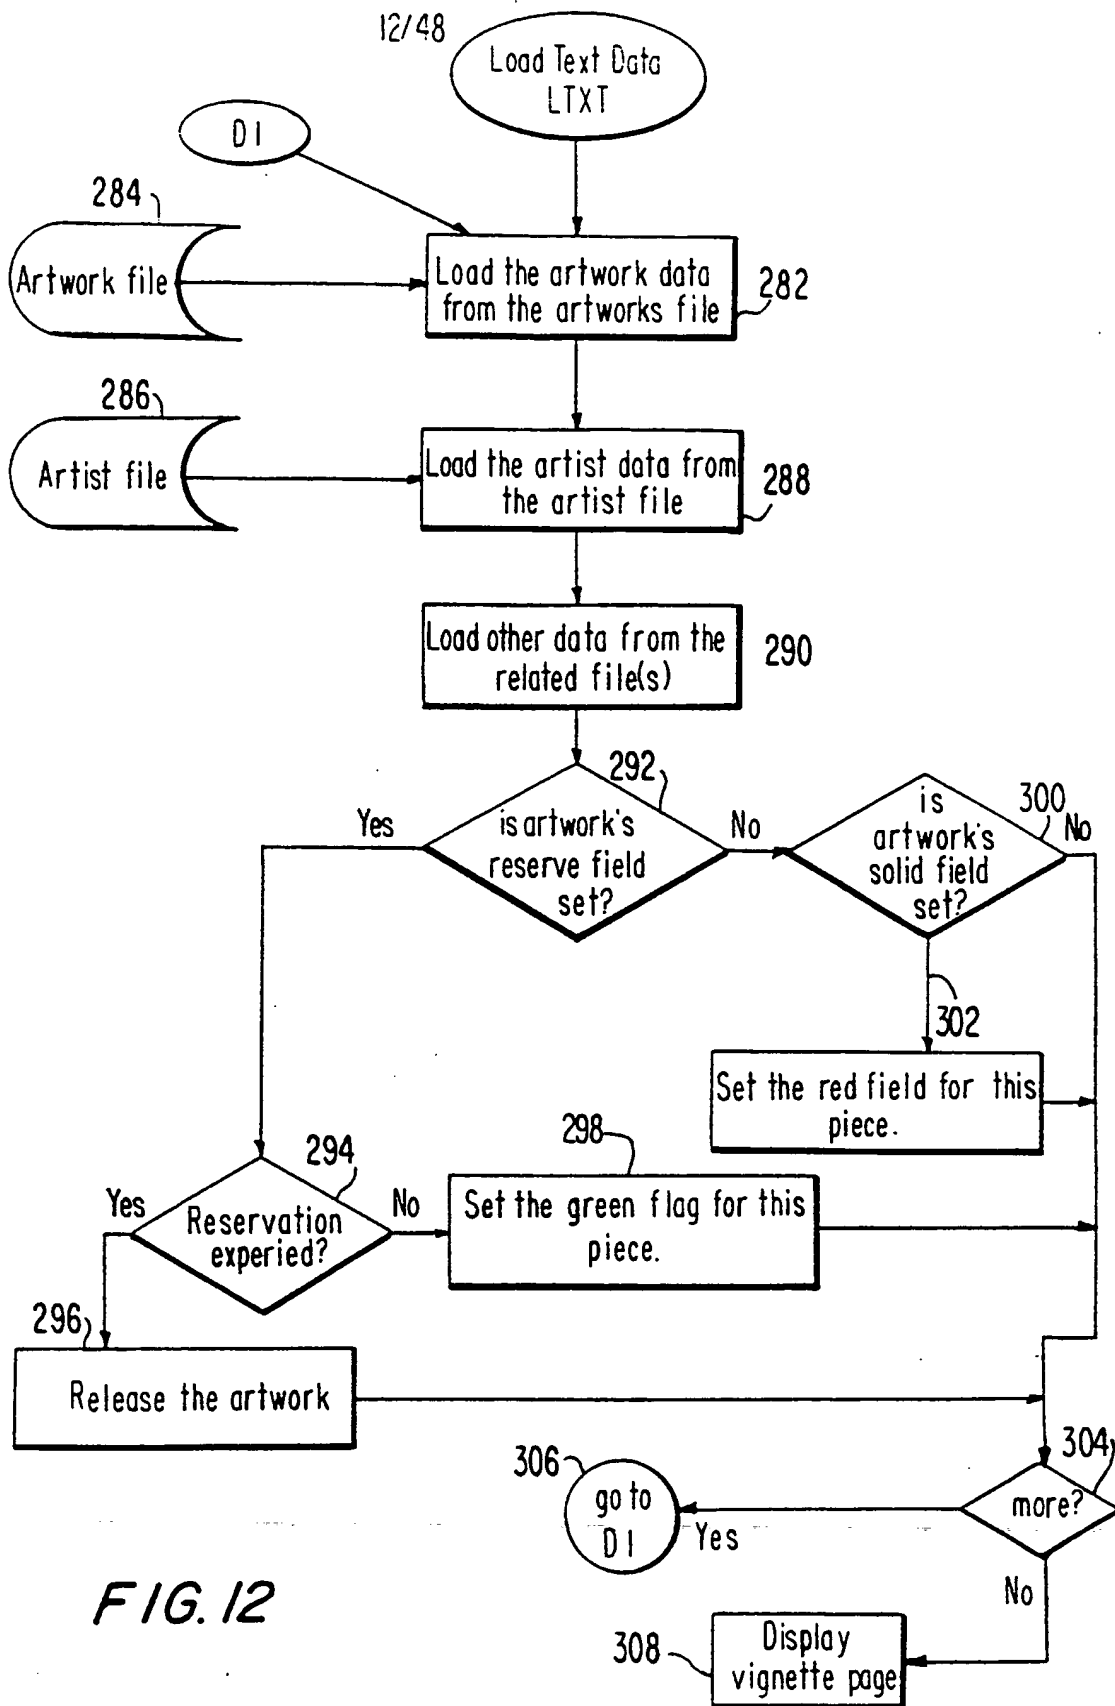 12/48
Load Text Data
LTXT
D1
284
Artwork file
Load the artwork data
from the artworks file
282
286
Artist file
Load the artist data from
the artist file
288
Load other data from the
related file(s)
290
292
Yes
is artwork's
reserve field
set?
No
300
is
artwork's
solid field
set?
No
302
Set the red field for this
piece.
294
Yes
Reservation
experied?
No
298
Set the green flag for this
piece.
296
Release the artwork
306
go to
D1
Yes
304
more?
No
308
Display
vignette page
FIG. 12